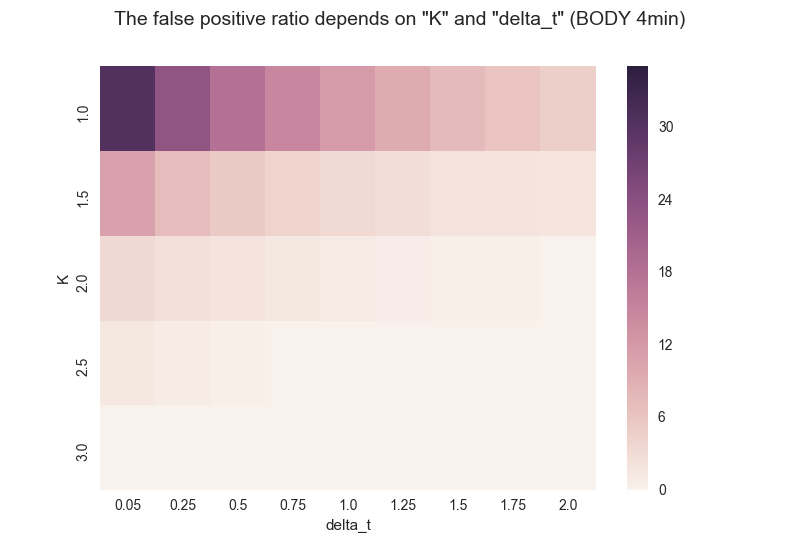 The false positive ratio depends on "K" and "delta_t" (BODY 4min)
K
1.0
1.5
2.0
2.5
3.0
0.05 0.25 0.5 0.75 1.0 1.25 1.5 1.75 2.0
delta_t
30
24
18
12
6
0